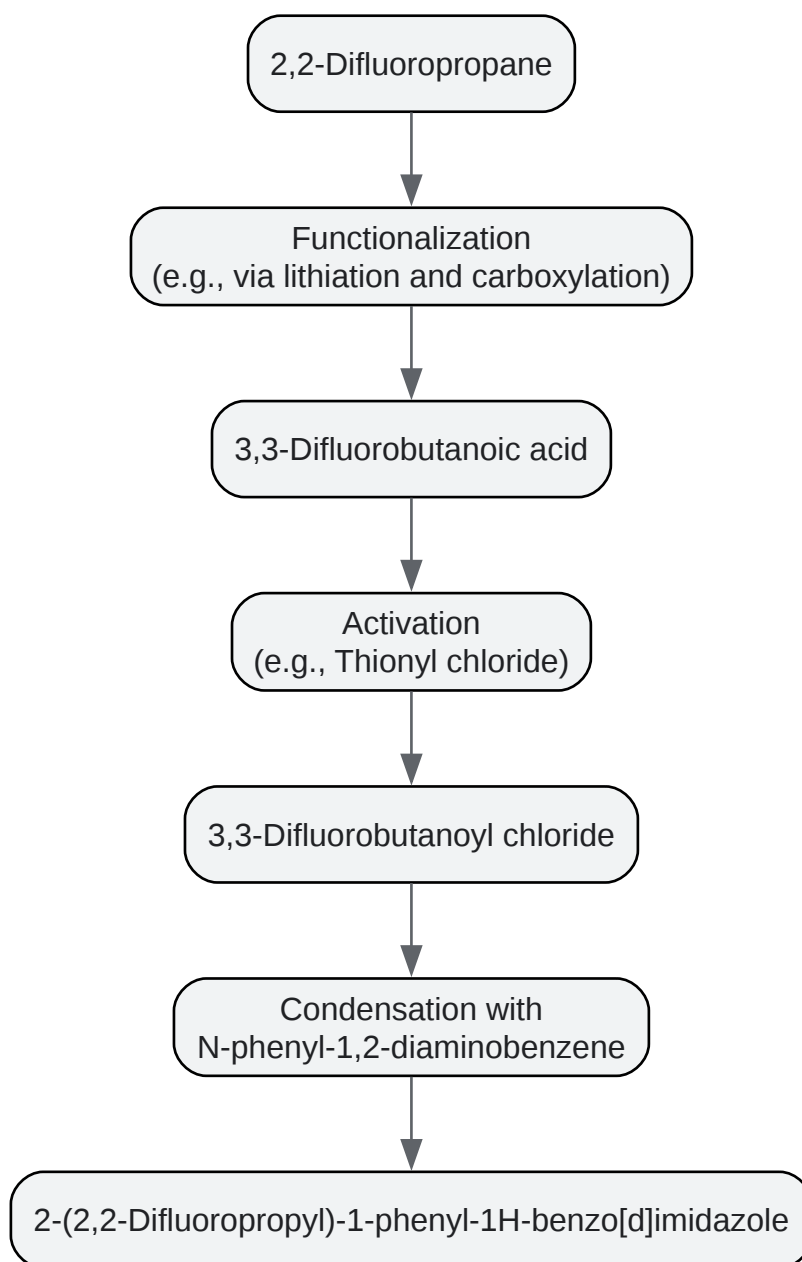 2,2-Difluoropropane
Functionalization
(e.g., via lithiation and carboxylation)
3,3-Difluorobutanoic acid
Activation
(e.g., Thionyl chloride)
3,3-Difluorobutanoyl chloride
Condensation with
N-phenyl-1,2-diaminobenzene
2-(2,2-Difluoropropyl)-1-phenyl-1H-benzo[d]imidazole